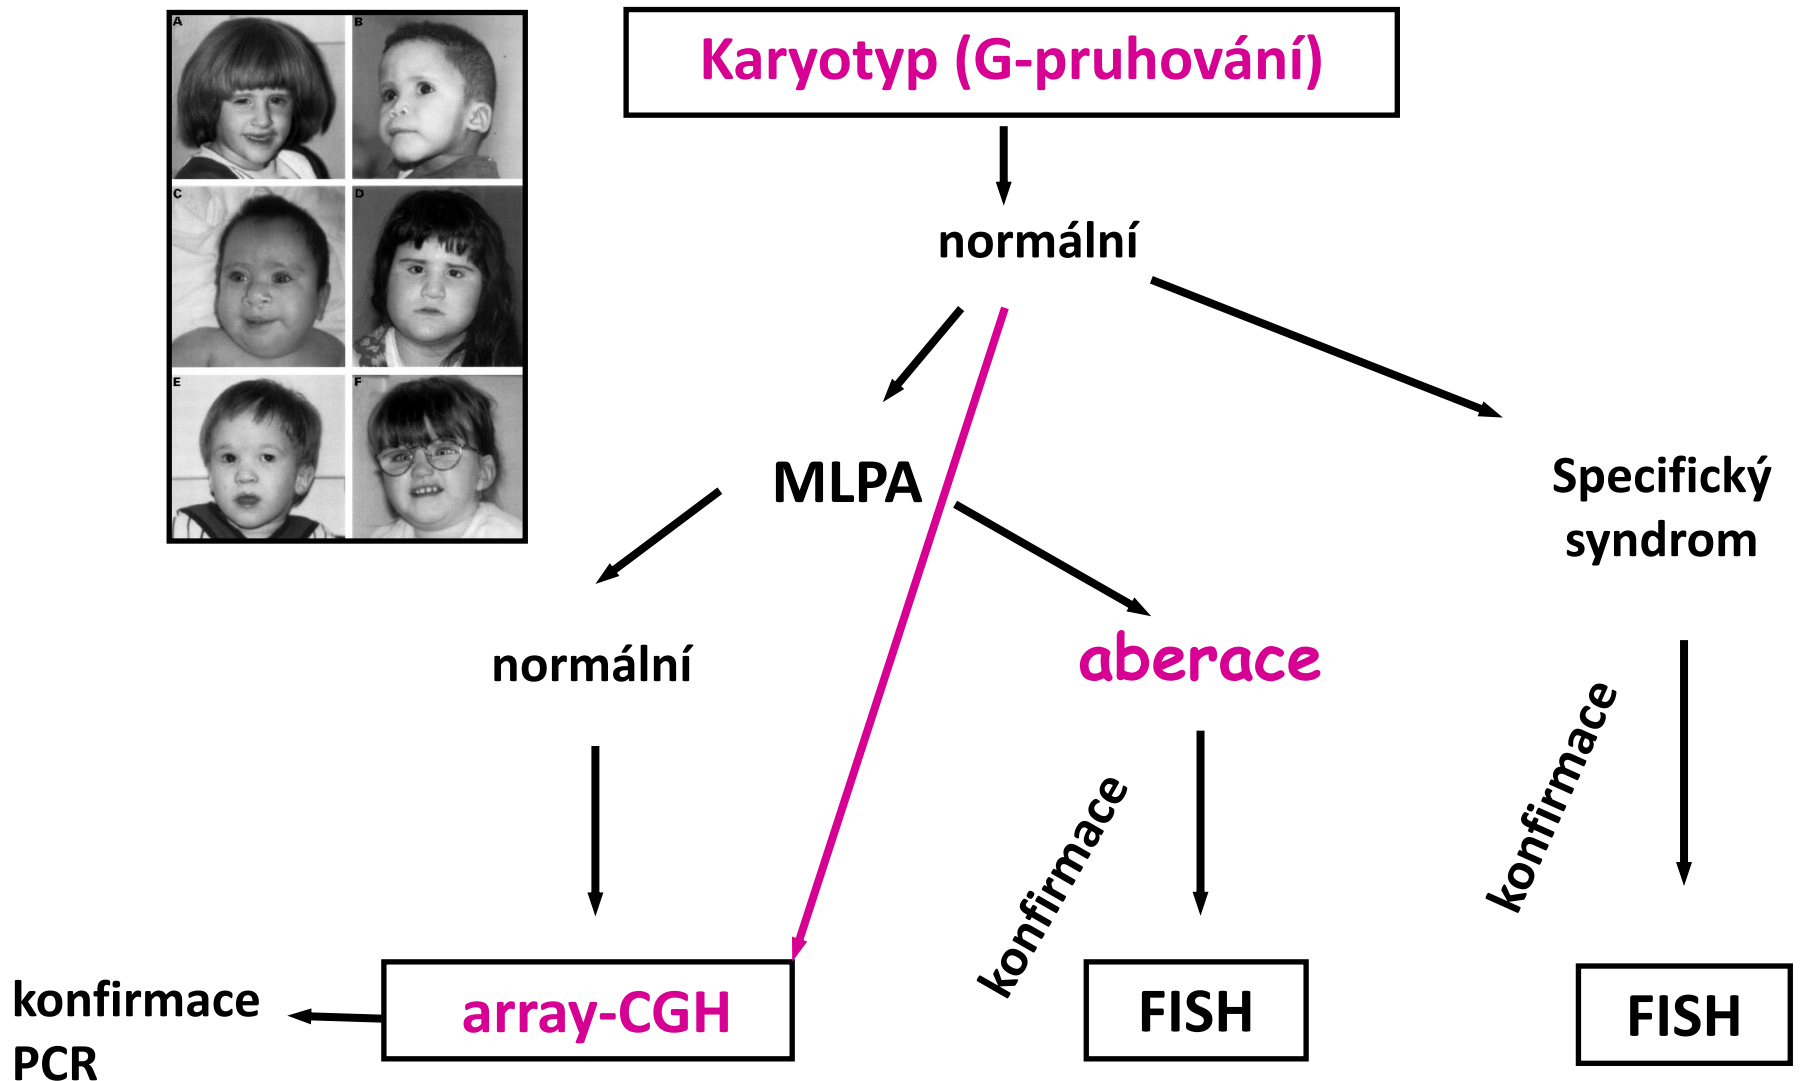 A
B
C
D
E
F
Karyotyp (G-pruhování)
normální
MLPA
Specifický
syndrom
normální
aberace
konfirmace
konfirmace
konfirmace
PCR
array-CGH
FISH
FISH